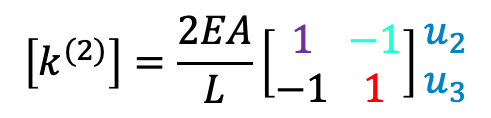 [k⁽²⁾] = 2EA/L [1 -1 u₂
−1 1] u₃